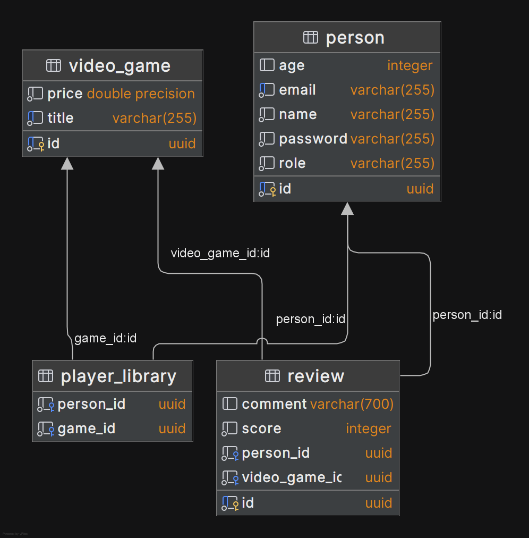 video_game
price double precision
title varchar(255)
id uuid
person
age integer
email varchar(255)
name varchar(255)
password varchar(255)
role varchar(255)
id uuid
video_game_id:id
game_id:id
person_id:id
person_id:id
player_library
person_id uuid
game_id uuid
review
comment varchar(700)
score integer
person_id uuid
video_game_ic uuid
id uuid